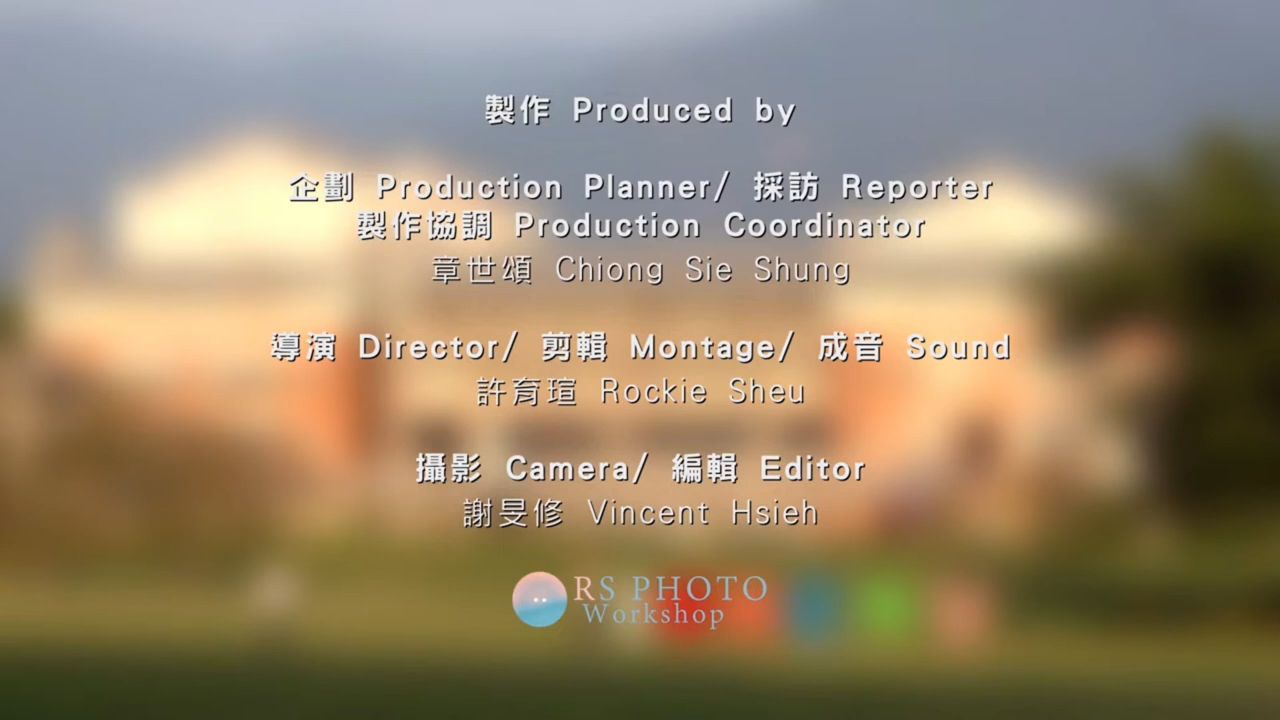 製作 Produced by
企劃 Production Planner/ 採訪 Reporter
製作協調 Production Coordinator
章世頌 Chiong Sie Shung
導演 Director/ 剪輯 Montage/ 成音 Sound
許育瑄 Rockie Sheu
攝影 Camera/ 編輯 Editor
謝旻修 Vincent Hsieh
RS PHOTO
Workshop